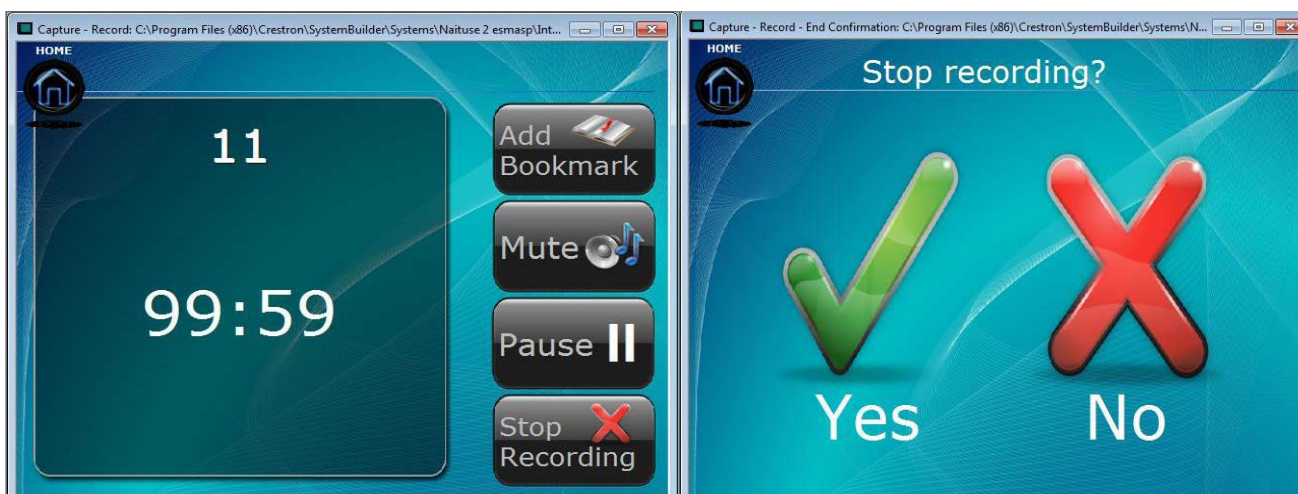 Capture - Record: C:\Program Files (x86)\Crestron\SystemBuilder\Systems\Naituse 2 esmasp\Int...
HOME
11
99:59
Add
Bookmark
Mute
Pause
Stop
Recording
Capture - Record - End Confirmation: C:\Program Files (x86)\Crestron\SystemBuilder\Systems\N...
HOME
Stop recording?
Yes
No